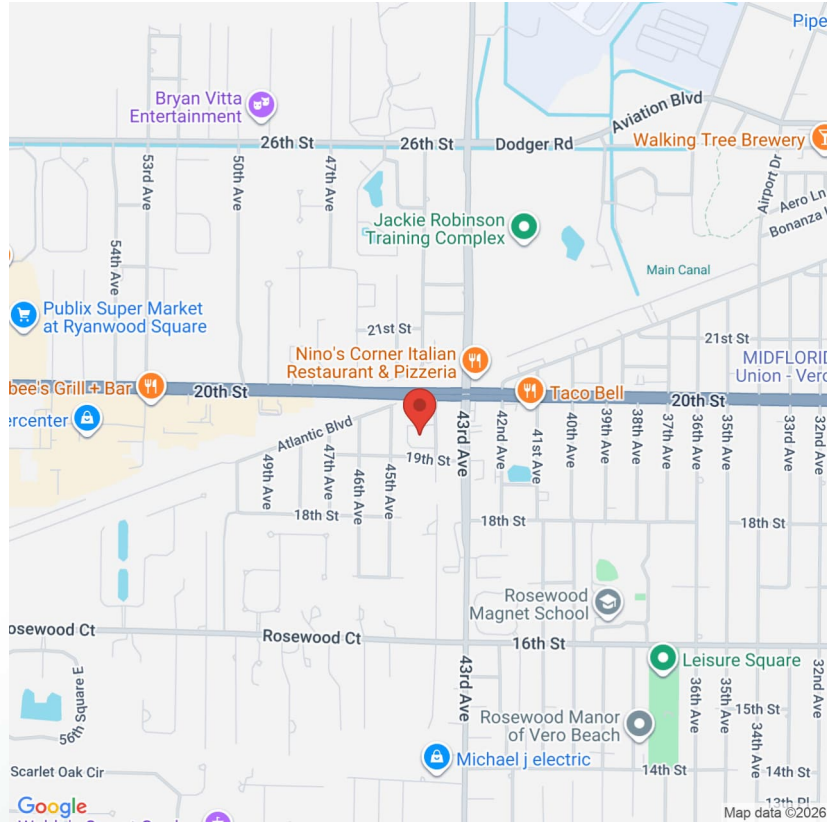 Pipe
Bryan Vitta
Entertainment
Aviation Blvd
26th St
26th St
Dodger Rd
Walking Tree Brewery
53rd Ave
50th Ave
47th Ave
Airport Dr
Aero Ln
Bonanza
Jackie Robinson
Training Complex
54th Ave
Main Canal
Publix Super Market
at Ryanwood Square
21st St
21st St
Nino's Corner Italian
Restaurant & Pizzeria
MIDFLORID
Union - Vero
bee's Grill + Bar
20th St
Taco Bell
20th St
ercenter
Atlantic Blvd
43rd Ave
42nd Ave
41st Ave
40th Ave
39th Ave
38th Ave
37th Ave
36th Ave
35th Ave
33rd Ave
32nd Ave
49th Ave
47th Ave
46th Ave
45th Ave
19th St
18th St
18th St
18th St
Rosewood
Magnet School
osewood Ct
Rosewood Ct
16th St
Leisure Square
43rd Ave
56th Square E
36th Ave
35th Ave
34th Ave
32nd Ave
15th St
Rosewood Manor
of Vero Beach
Michael j electric
Scarlet Oak Cir
14th St
14th St
13th Pl
Google
Map data ©2026